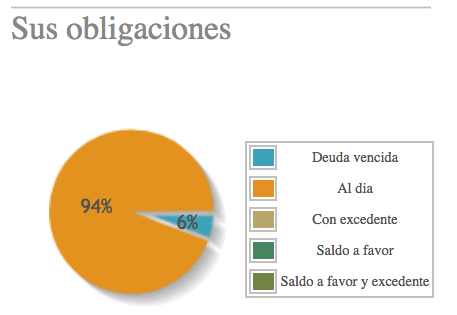 Sus obligaciones
94%
6%
Deuda vencida
Al dia
Con excedente
Saldo a favor
Saldo a favor y excedente